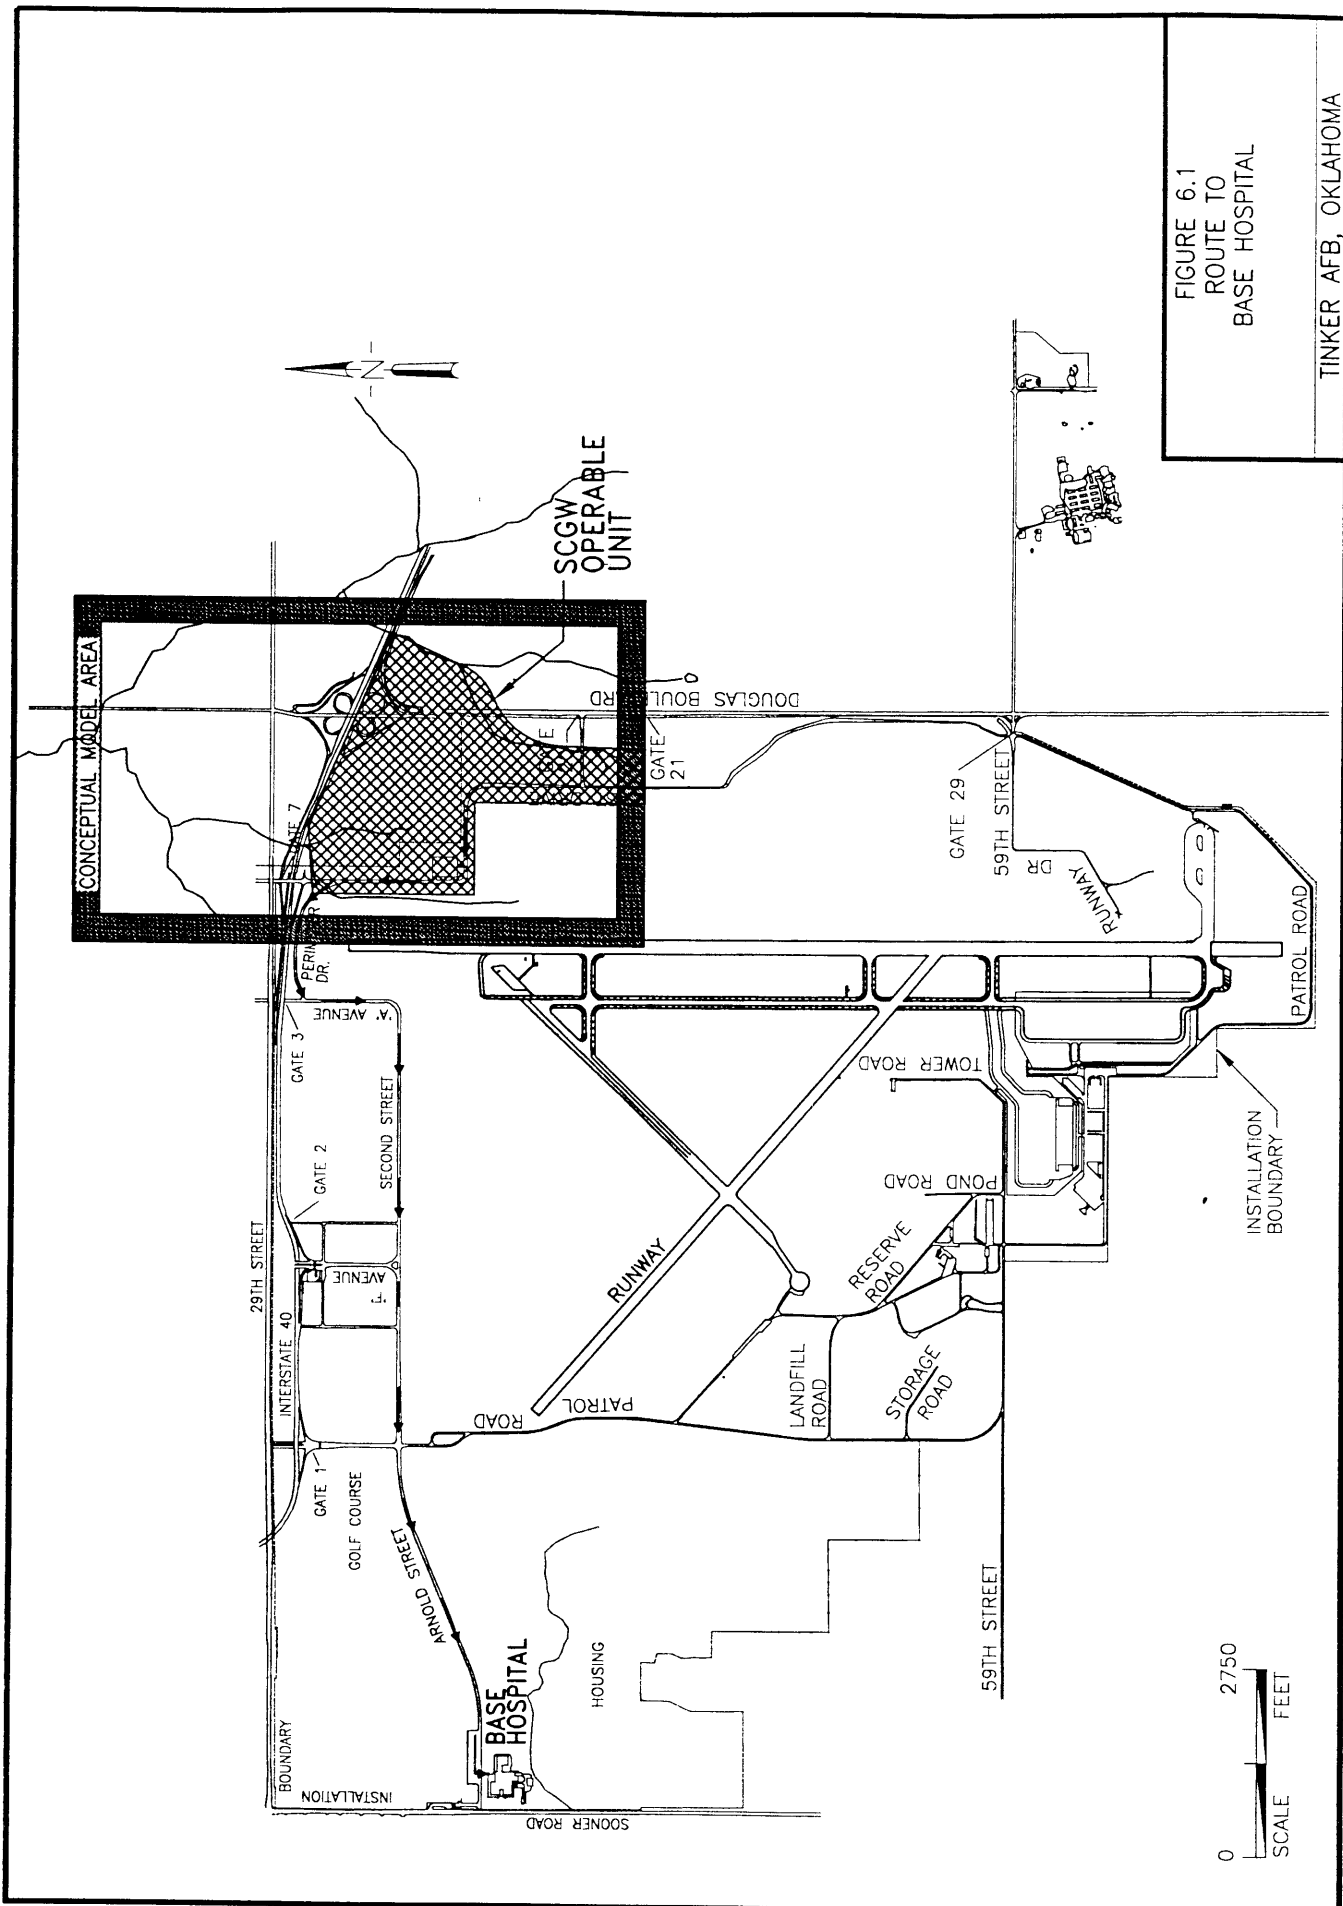 CONCEPTUAL MODEL AREA
SCGW
OPERABLE
UNIT
-N-
29TH STREET
INTERSTATE 40
GATE 1
GATE 2
GATE 3
GATE 7
DR.
'A' AVENUE
SECOND STREET
AVENUE
GOLF COURSE
ARNOLD STREET
BASE
HOSPITAL
HOUSING
BOUNDARY
INSTALLATION
SOONER ROAD
PATROL
ROAD
RUNWAY
LANDFILL
ROAD
STORAGE
ROAD
RESERVE
ROAD
POND ROAD
TOWER ROAD
DOUGLAS
GATE
21
GATE 29
59TH STREET
RUNWAY
DR
PATROL ROAD
INSTALLATION
BOUNDARY
59TH STREET
0
2750
SCALE
FEET
FIGURE 6.1
ROUTE TO
BASE HOSPITAL
TINKER AFB, OKLAHOMA